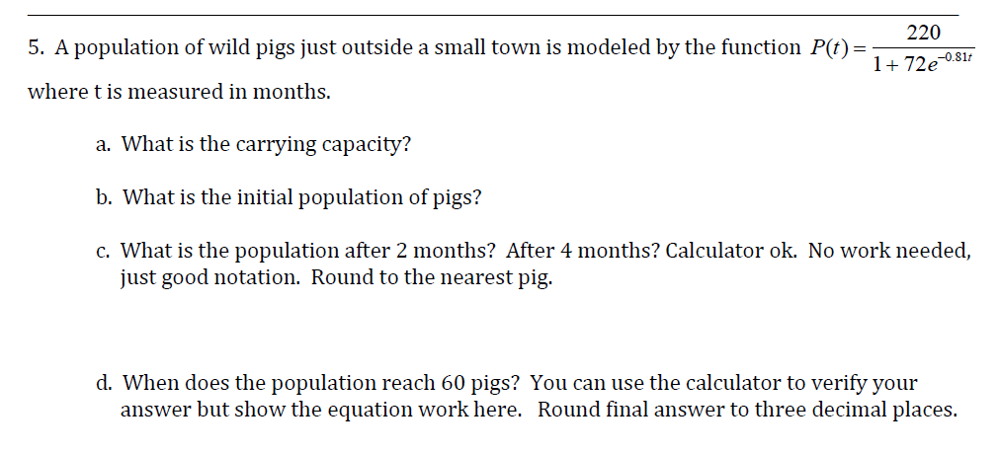 5. A population of wild pigs just outside a small town is modeled by the function P(t) = 220 / (1 + 72e^(-0.81t))
where t is measured in months.
a. What is the carrying capacity?
b. What is the initial population of pigs?
c. What is the population after 2 months? After 4 months? Calculator ok. No work needed,
just good notation. Round to the nearest pig.
d. When does the population reach 60 pigs? You can use the calculator to verify your
answer but show the equation work here. Round final answer to three decimal places.